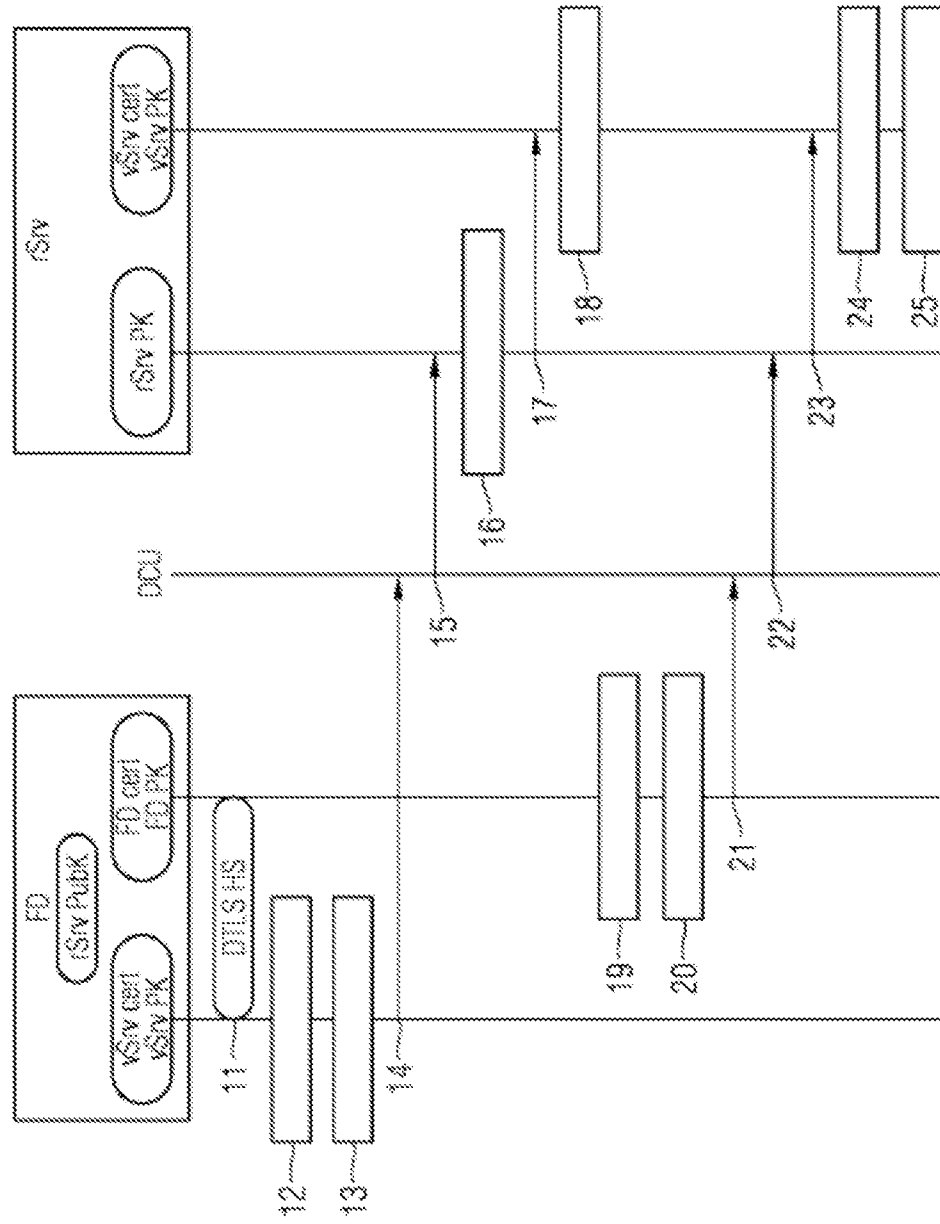 FD
rSrv PubK
vSrv cert
vSrv PK
FD cert
FD PK
DCU
rSrv
rSrv PK
vSrv cert
vSrv PK
11
DTLS HS
12
13
14
15
16
17
18
19
20
21
22
23
24
25